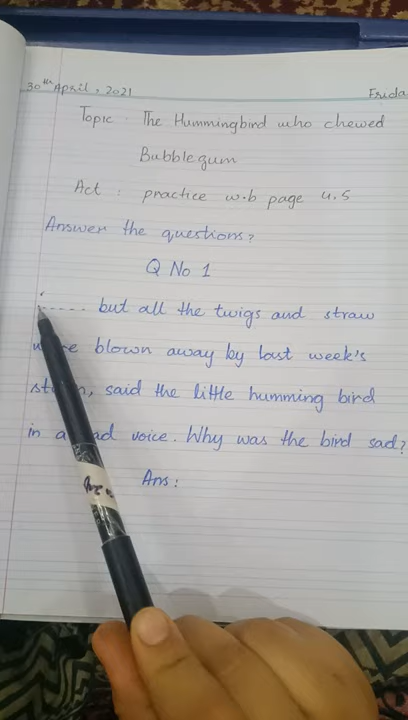 30th April, 2021 Frida
Topic : The Hummingbird who chewed
Bubblegum
Act : practice w.b page 4.5
Answer the questions?
Q No 1
"...... but all the twigs and straw
blown away by last week's
said the little humming bird
in a voice. Why was the bird sad?
Ans :